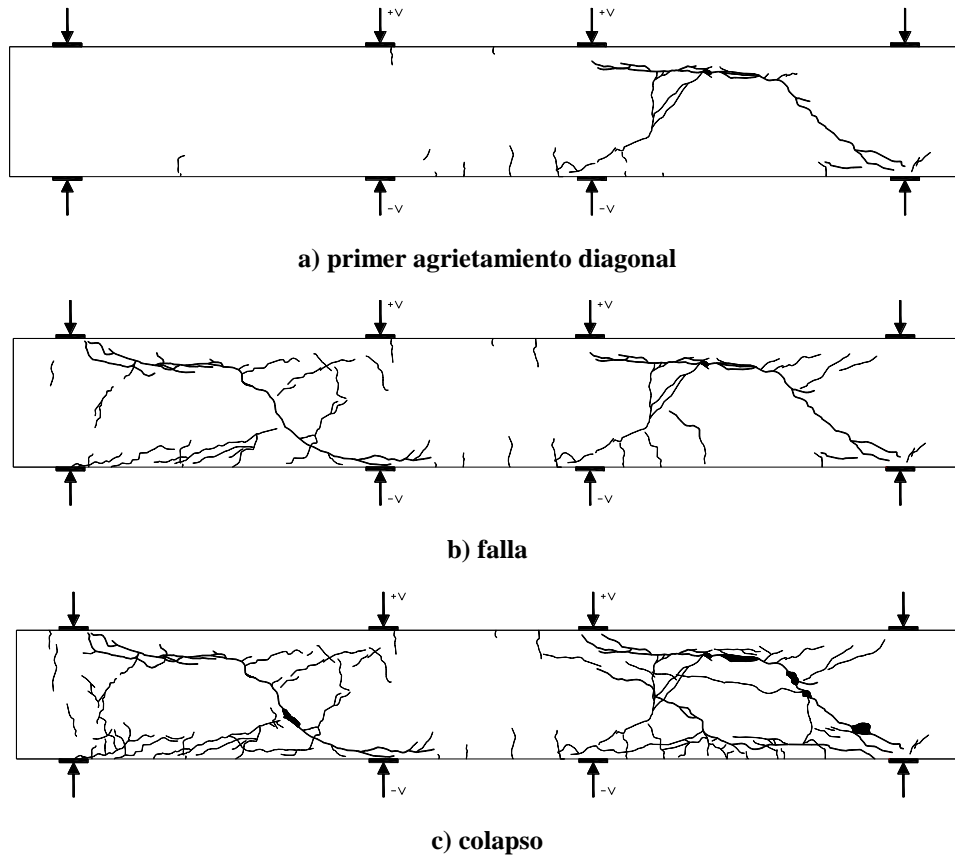 +V
+V
-V
-V
a) primer agrietamiento diagonal
+V
+V
-V
-V
b) falla
+V
+V
-V
-V
c) colapso